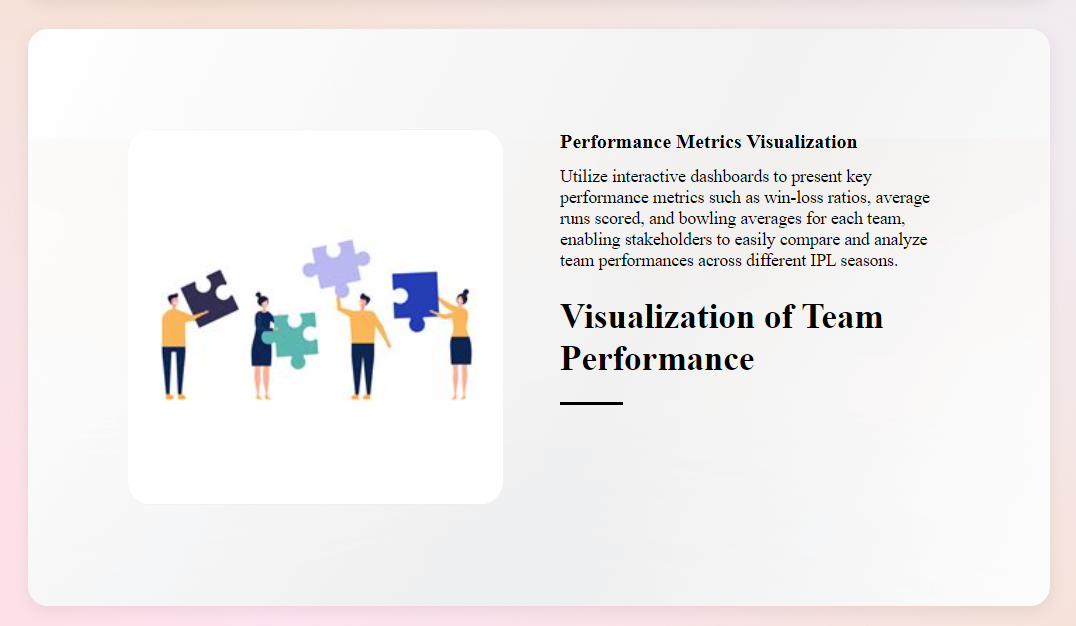 Performance Metrics Visualization
Utilize interactive dashboards to present key
performance metrics such as win-loss ratios, average
runs scored, and bowling averages for each team,
enabling stakeholders to easily compare and analyze
team performances across different IPL seasons.
Visualization of Team
Performance